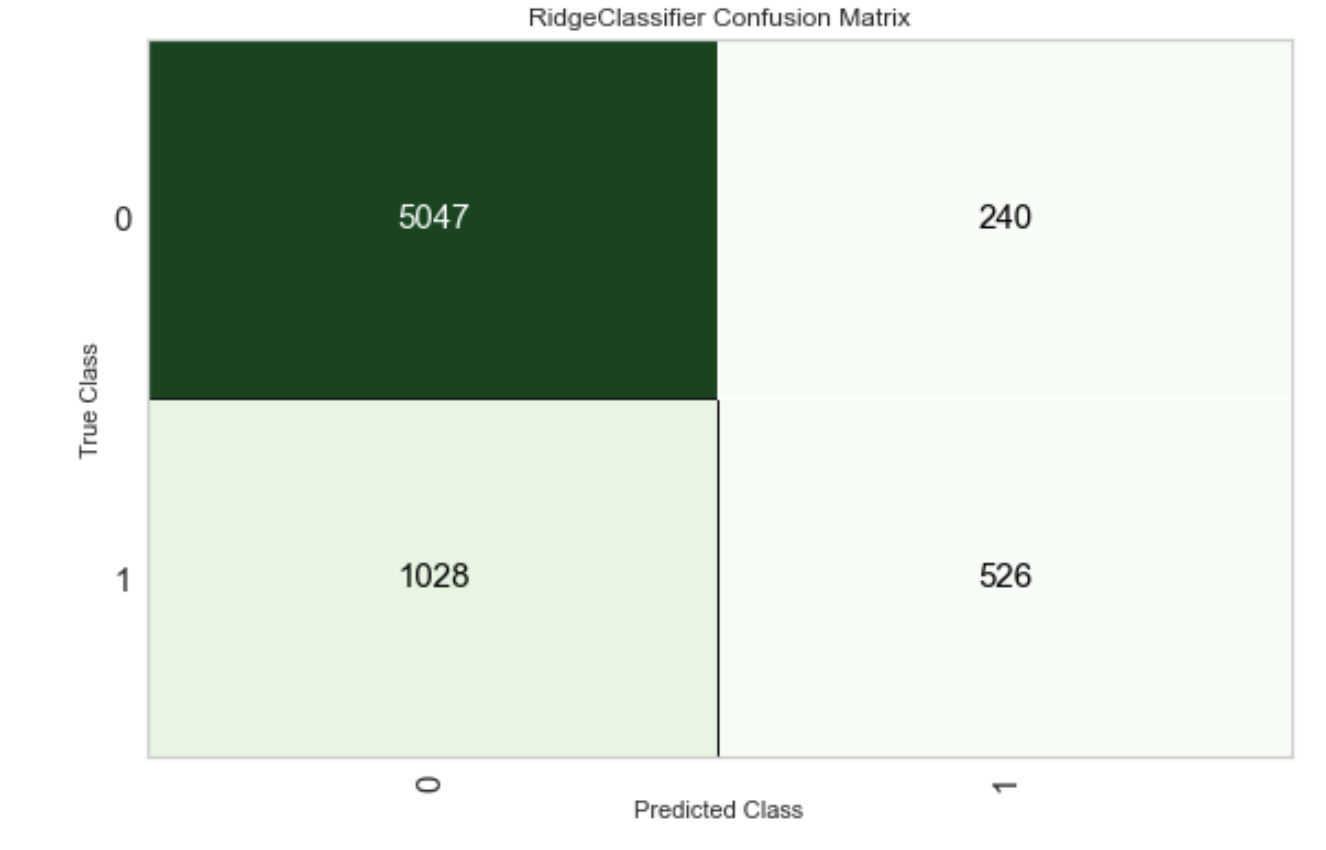 RidgeClassifier Confusion Matrix
0
5047
240
True Class
1
1028
526
0
1
Predicted Class